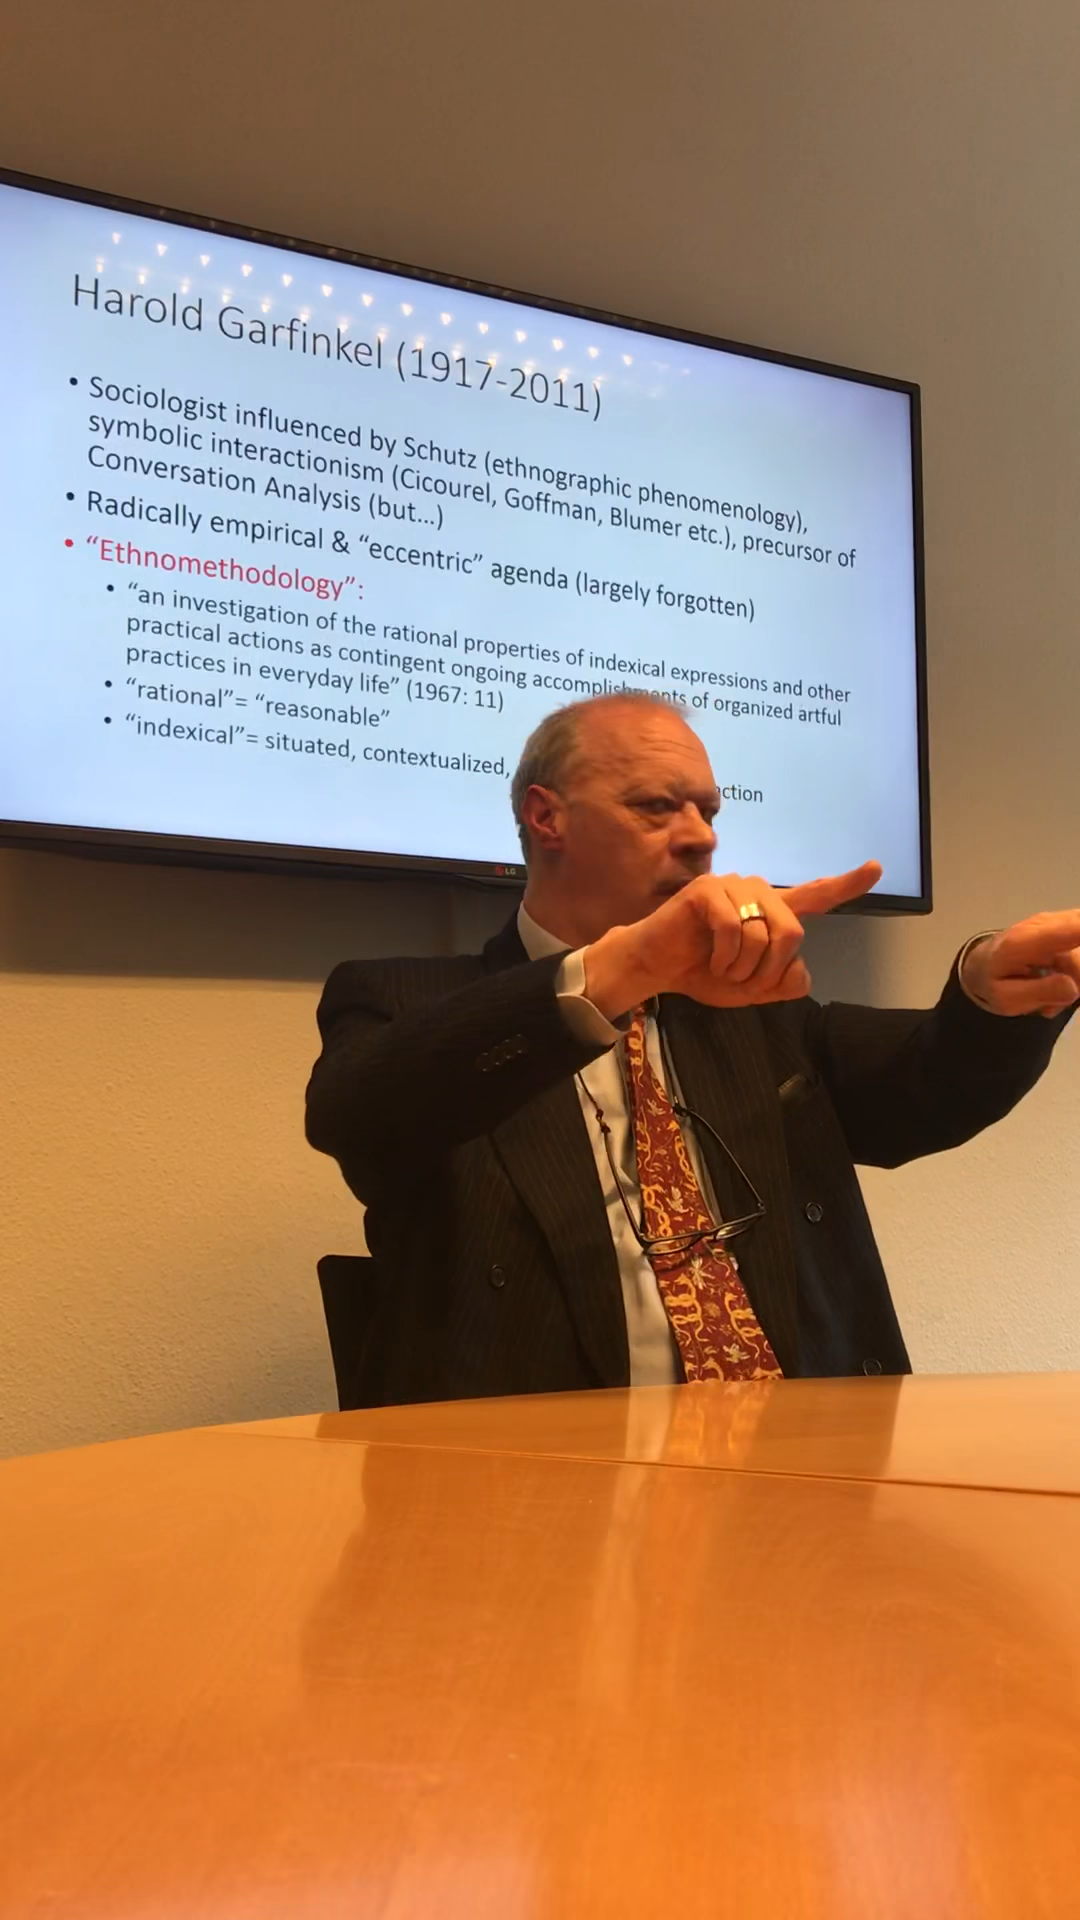 Harold Garfinkel (1917-2011)
• Sociologist influenced by Schutz (ethnographic phenomenology),
symbolic interactionism (Cicourel, Goffman, Blumer etc.), precursor of
Conversation Analysis (but...)
• Radically empirical & “eccentric” agenda (largely forgotten)
• “Ethnomethodology”:
• “an investigation of the rational properties of indexical expressions and other
practical actions as contingent ongoing accomplishments of organized artful
practices in everyday life” (1967: 11)
• “rational”= “reasonable”
• “indexical”= situated, contextualized,
LG